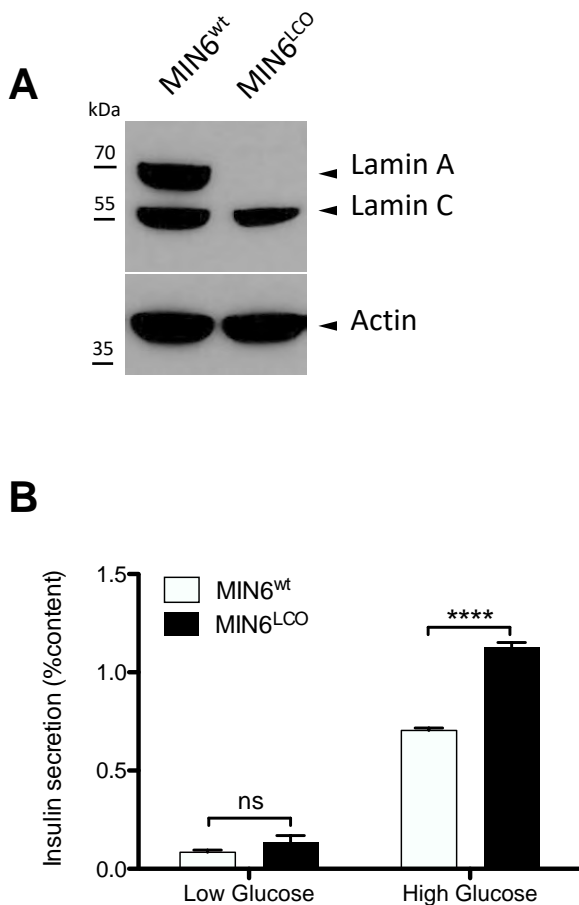 A
MIN6wt
MIN6LCO
kDa
70
55
35
Lamin A
Lamin C
Actin
B
Insulin secretion (%content)
1.5
1.0
0.5
0.0
MIN6wt
MIN6LCO
ns
****
Low Glucose
High Glucose